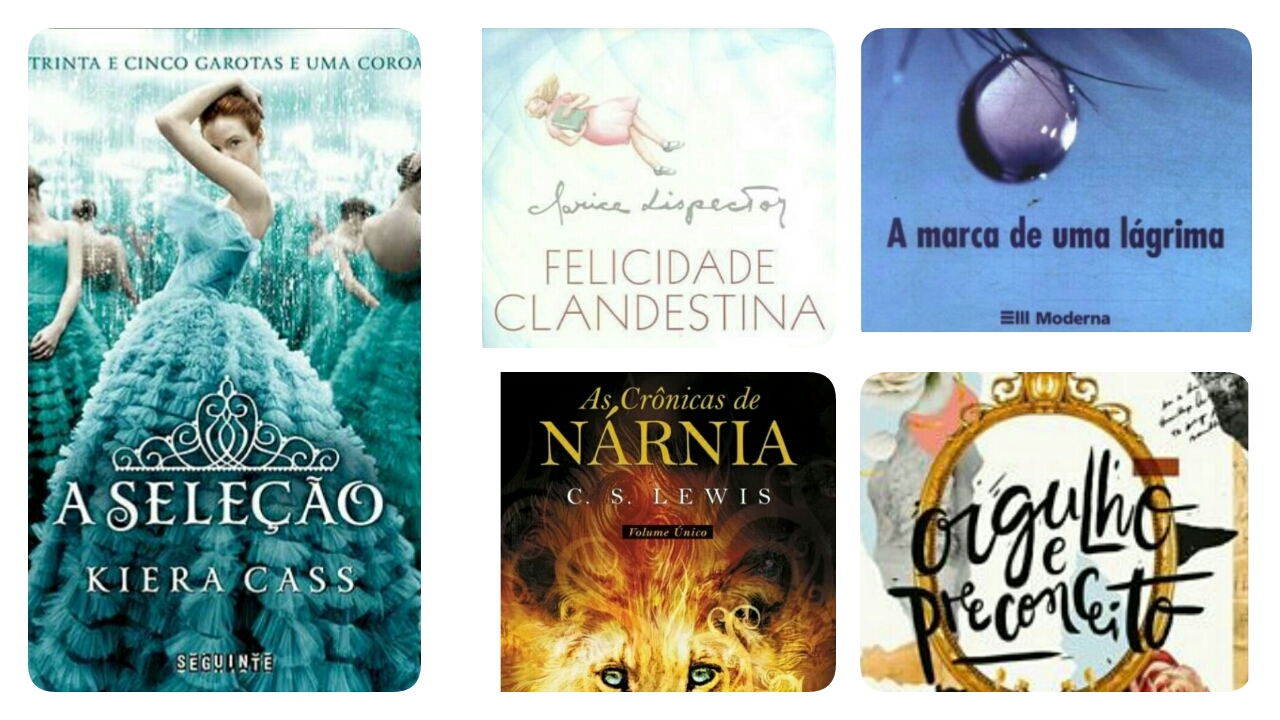 TRINTA E CINCO GAROTAS E UMA COROA
A SELEÇÃO
KIERA CASS
SEGUINTE
Clarice Lispector
FELICIDADE
CLANDESTINA
A marca de uma lágrima
Moderna
As Crônicas de
NÁRNIA
C. S. LEWIS
Volume Único
orgulho
e
preconceito